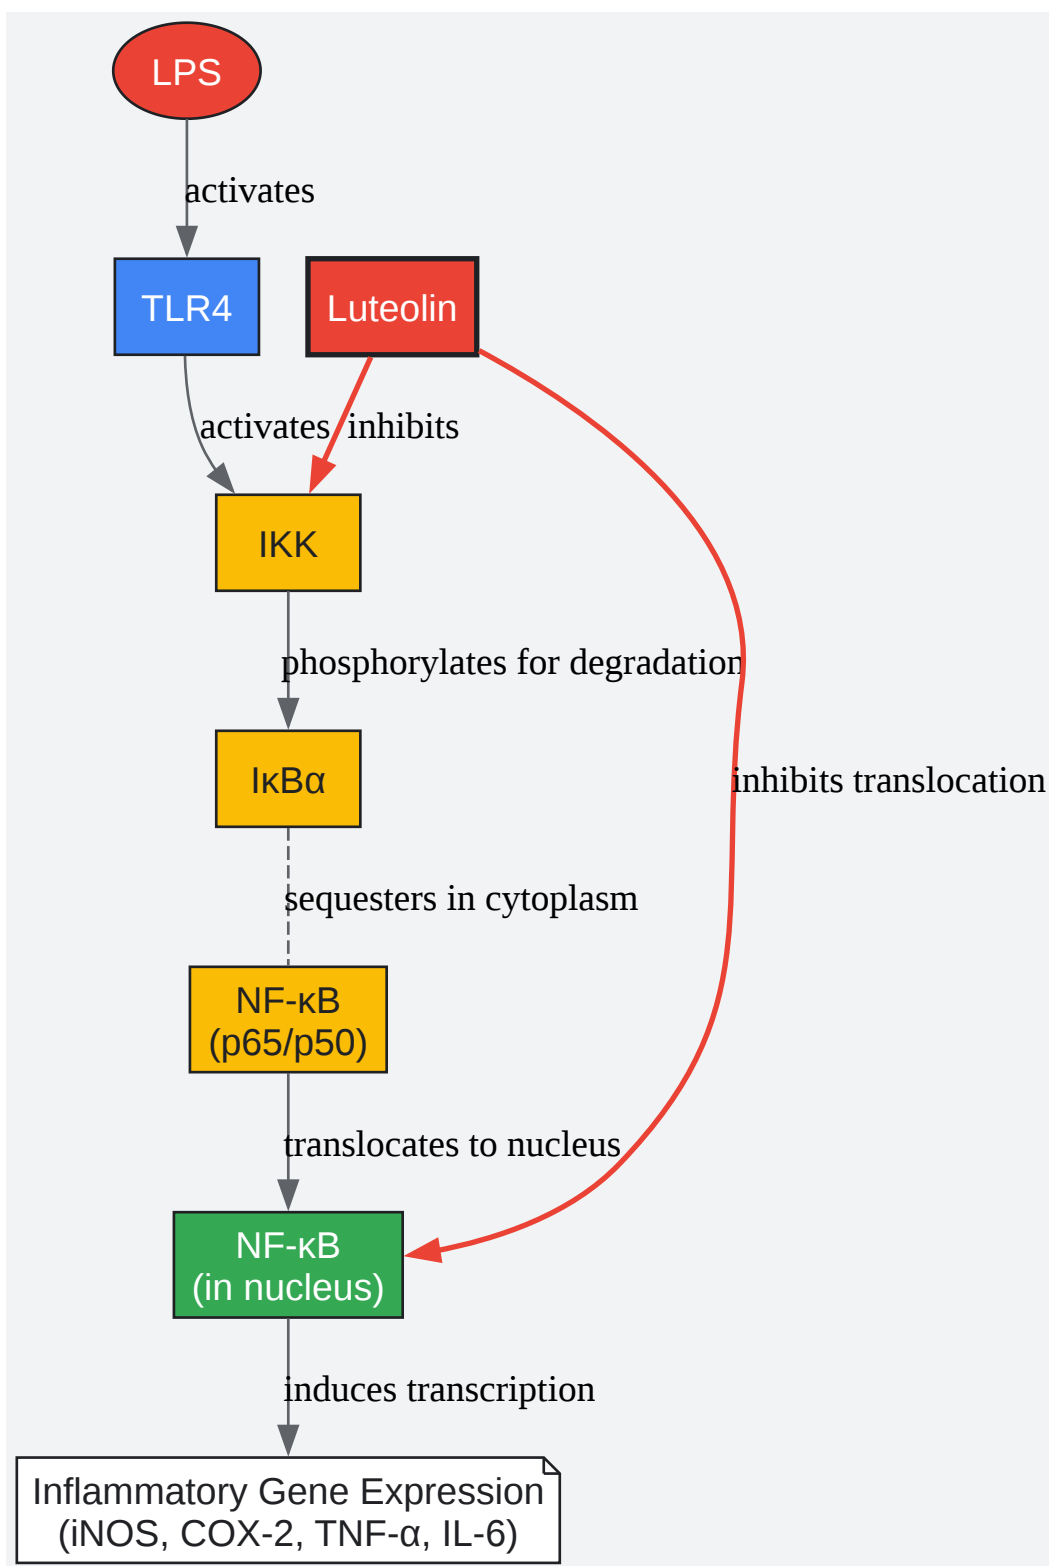 LPS
activates
TLR4
Luteolin
activates
inhibits
IKK
phosphorylates for degradation
IκBα
inhibits translocation
sequesters in cytoplasm
NF-κB
(p65/p50)
translocates to nucleus
NF-κB
(in nucleus)
induces transcription
Inflammatory Gene Expression
(iNOS, COX-2, TNF-α, IL-6)